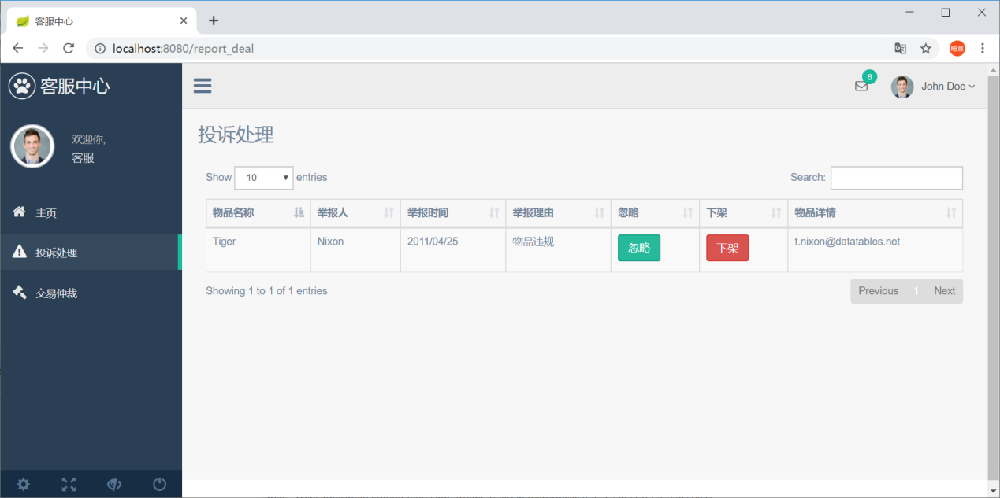 客服中心
localhost:8080/report_deal
客服中心
6
John Doe
欢迎你,
客服
投诉处理
Show 10 entries
Search:
主页
投诉处理
交易仲裁
物品名称 举报人 举报时间 举报理由 忽略 下架 物品详情
Tiger Nixon 2011/04/25 物品违规 忽略 下架 t.nixon@datatables.net
Showing 1 to 1 of 1 entries
Previous 1 Next